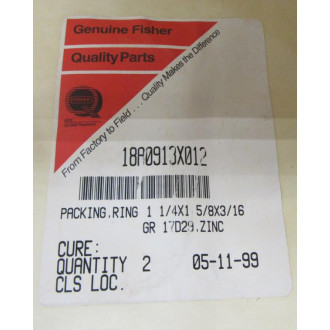 Genuine Fisher
Quality Parts
From Factory to Field . . . Quality Makes the Difference
18A0913X012
PACKING,RING 1 1/4X1 5/8X3/16
GR 17D29,ZINC
CURE:
QUANTITY 2 05-11-99
CLS LOC.